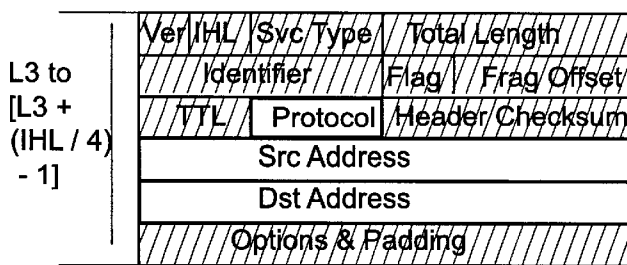 Ver IHL Svc Type Total Length
L3 to
[L3 +
(IHL / 4)
- 1]
Identifier Flag Frag Offset
TTL Protocol Header Checksum
Src Address
Dst Address
Options & Padding